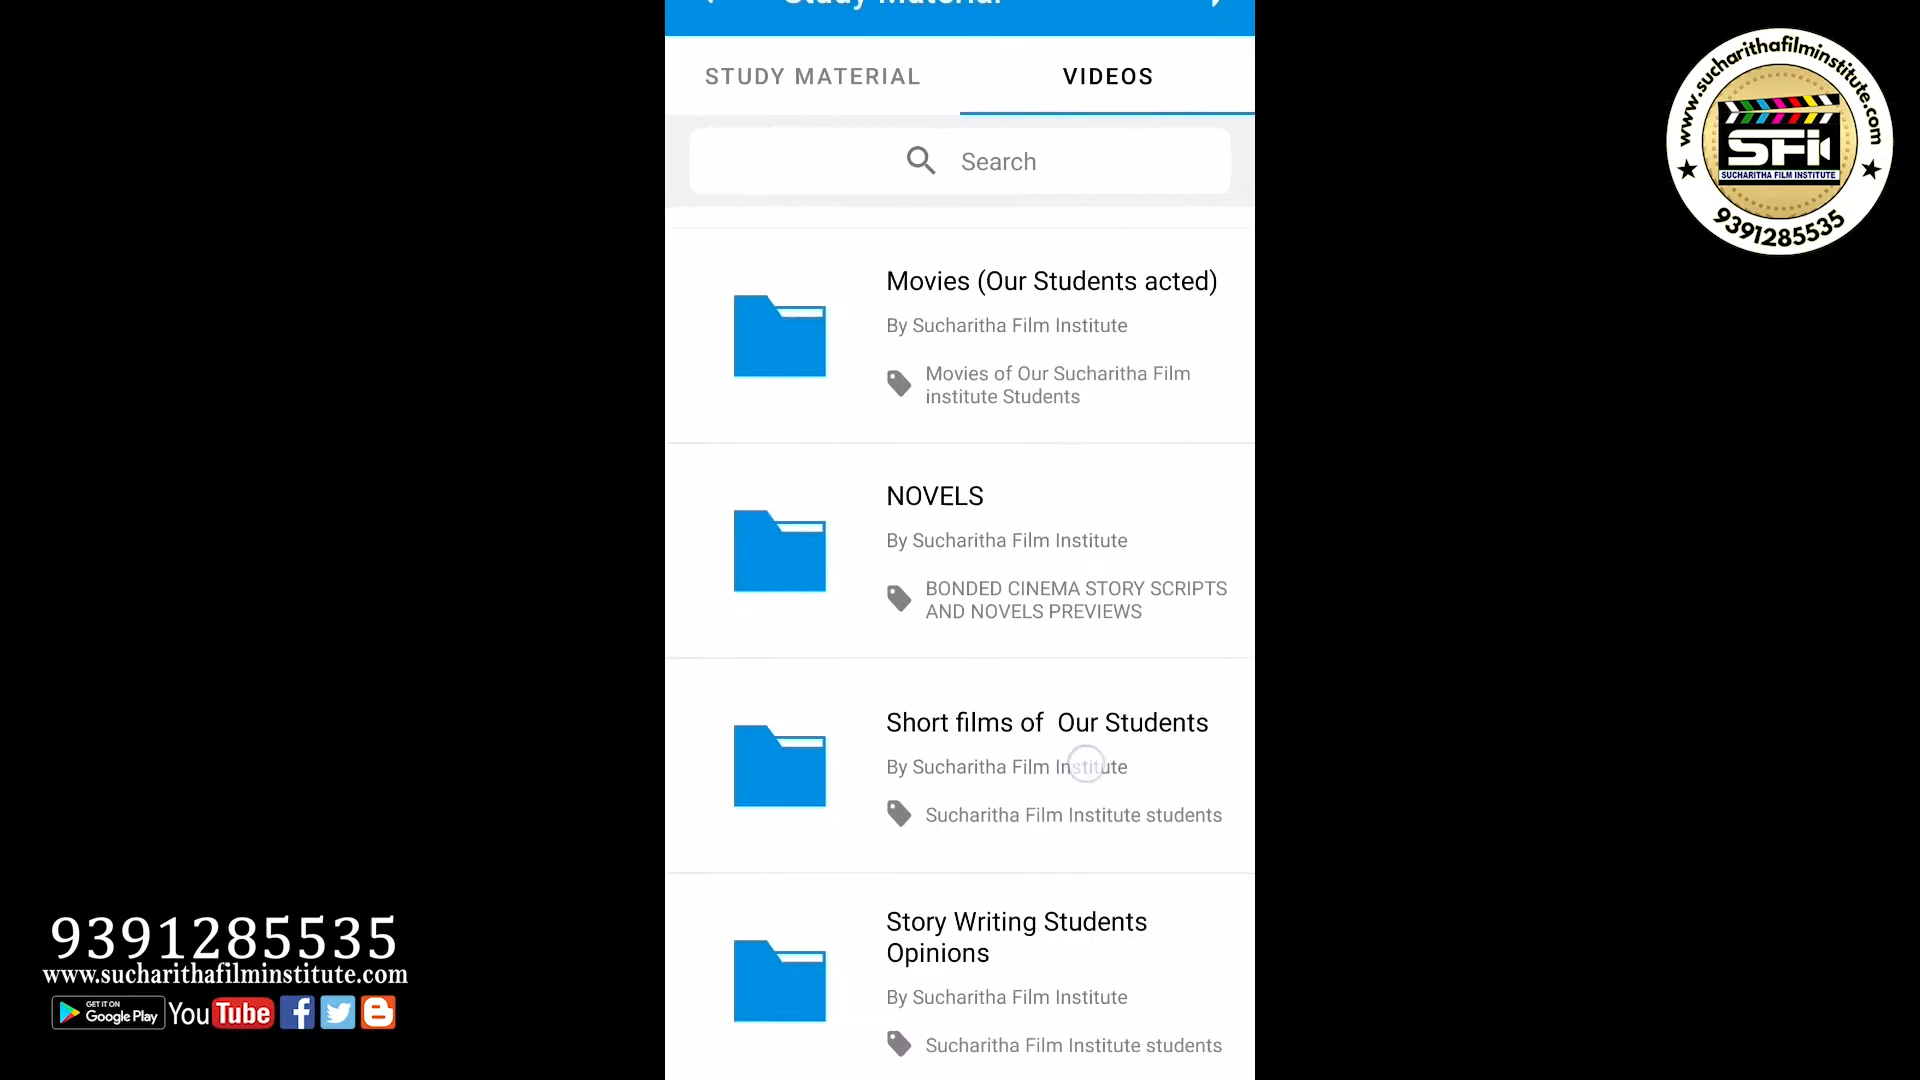 Study Material
STUDY MATERIAL
VIDEOS
Search
Movies (Our Students acted)
By Sucharitha Film Institute
Movies of Our Sucharitha Film
institute Students
NOVELS
By Sucharitha Film Institute
BONDED CINEMA STORY SCRIPTS
AND NOVELS PREVIEWS
Short films of  Our Students
By Sucharitha Film Institute
Sucharitha Film Institute students
Story Writing Students
Opinions
By Sucharitha Film Institute
Sucharitha Film Institute students
www.sucharithafilminstitute.com
SFI
SUCHARITHA FILM INSTITUTE
9391285535
9391285535
www.sucharithafilminstitute.com
GET IT ON
Google Play
YouTube